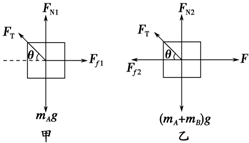 F_N1
F_T
θ
F_f1
m_A g
甲
F_N2
F_T
θ
F
F_f2
(m_A+m_B)g
乙